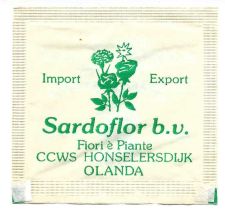 Import Export
Sardoflor b.v.
Fiori è Piante
CCWS HONSELERSDIJK
OLANDA